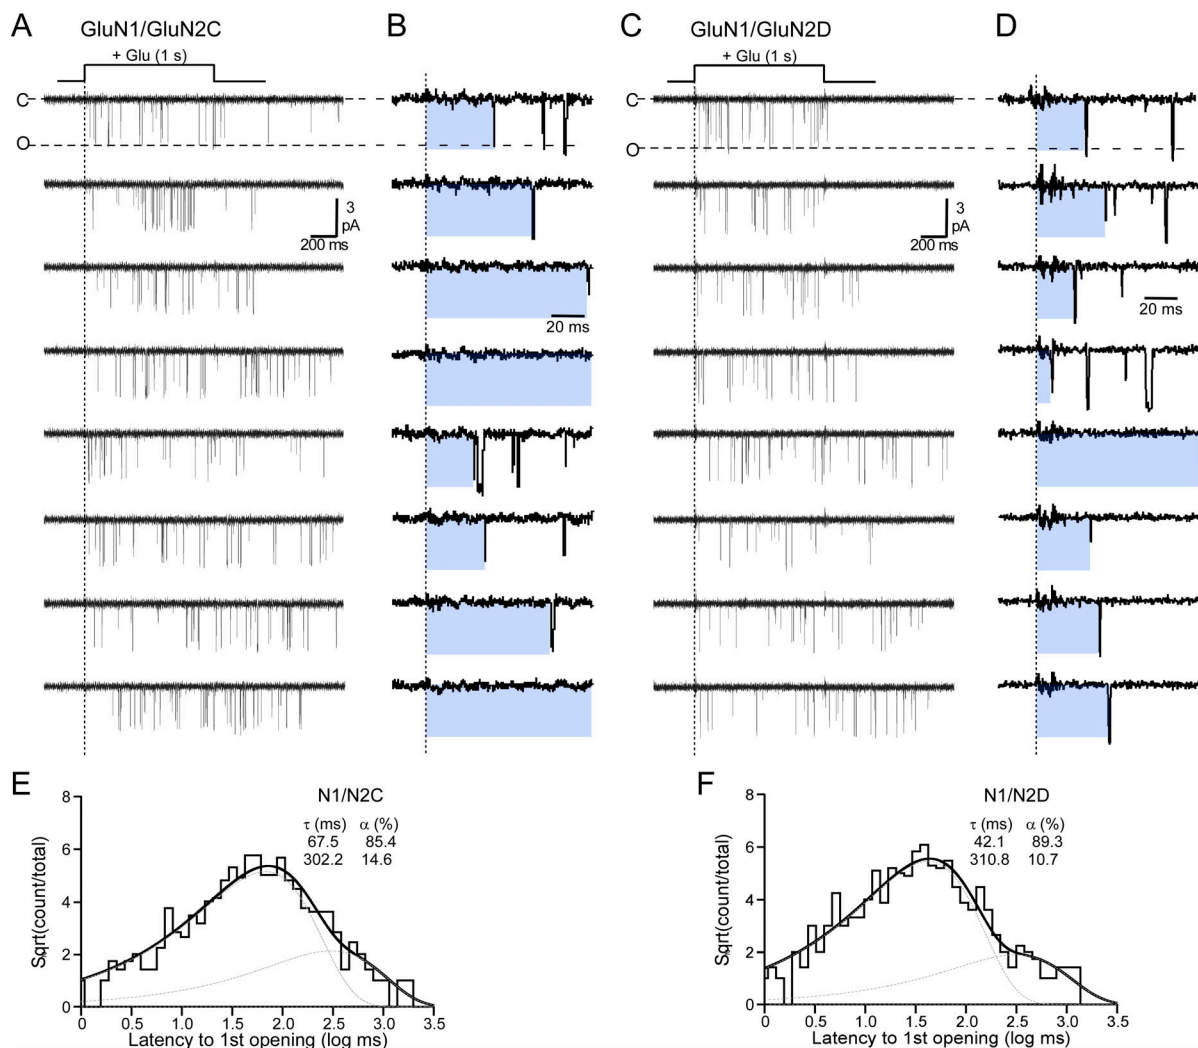 A
GluN1/GluN2C
B
C
GluN1/GluN2D
D
+ Glu (1 s)
+ Glu (1 s)
C
C
O
O
3
pA
200 ms
3
pA
200 ms
20 ms
20 ms
E
N1/N2C
τ (ms) α (%)
67.5 85.4
302.2 14.6
8
6
4
2
0
Sqrt(count/total)
0 0.5 1.0 1.5 2.0 2.5 3.0 3.5
Latency to 1st opening (log ms)
F
N1/N2D
τ (ms) α (%)
42.1 89.3
310.8 10.7
8
6
4
2
0
Sqrt(count/total)
0 0.5 1.0 1.5 2.0 2.5 3.0 3.5
Latency to 1st opening (log ms)